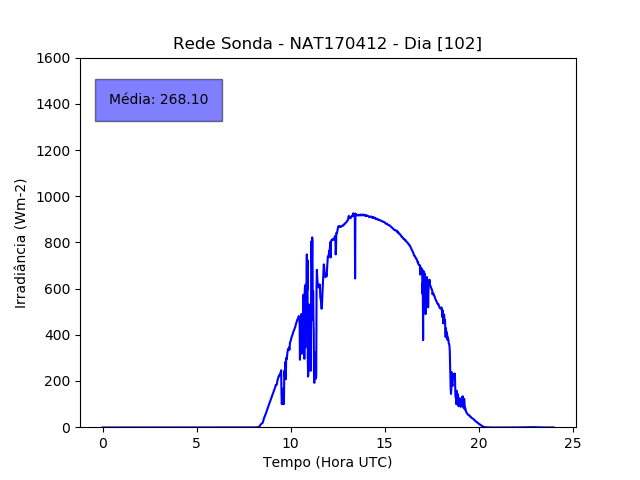 Rede Sonda - NAT170412 - Dia [102]
1600
1400
1200
1000
800
600
400
200
0
Média: 268.10
Irradiância (Wm-2)
0 5 10 15 20 25
Tempo (Hora UTC)